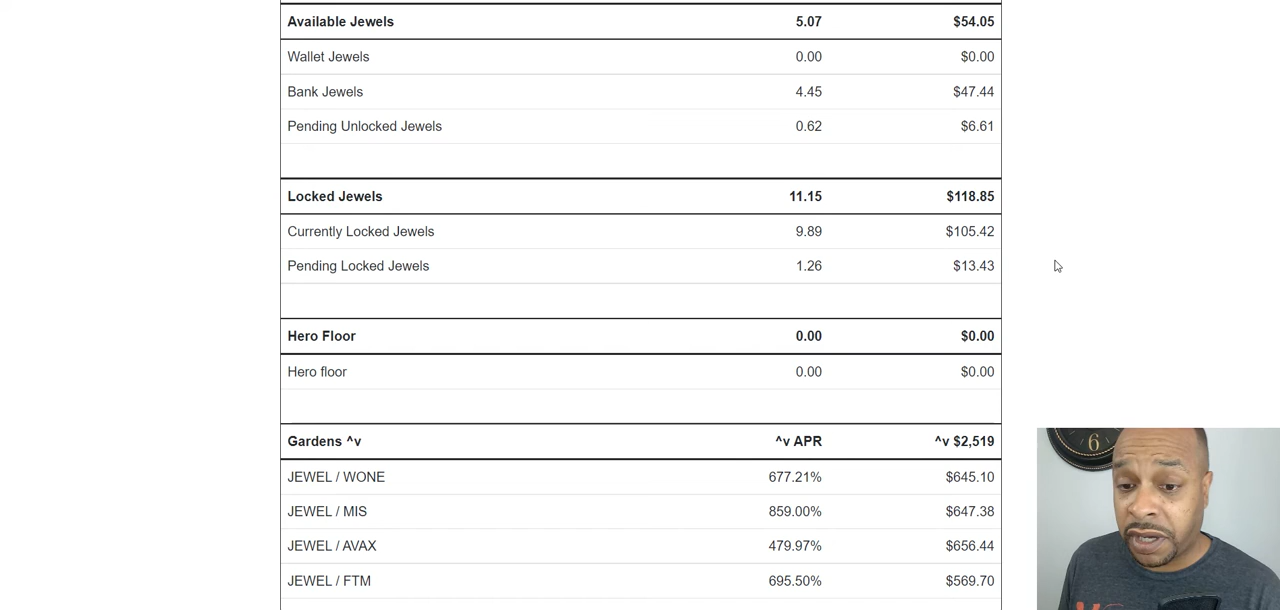 Available Jewels 5.07 $54.05
Wallet Jewels 0.00 $0.00
Bank Jewels 4.45 $47.44
Pending Unlocked Jewels 0.62 $6.61
Locked Jewels 11.15 $118.85
Currently Locked Jewels 9.89 $105.42
Pending Locked Jewels 1.26 $13.43
Hero Floor 0.00 $0.00
Hero floor 0.00 $0.00
Gardens ^v ^v APR ^v $2,519
JEWEL / WONE 677.21% $645.10
JEWEL / MIS 859.00% $647.38
JEWEL / AVAX 479.97% $656.44
JEWEL / FTM 695.50% $569.70
6